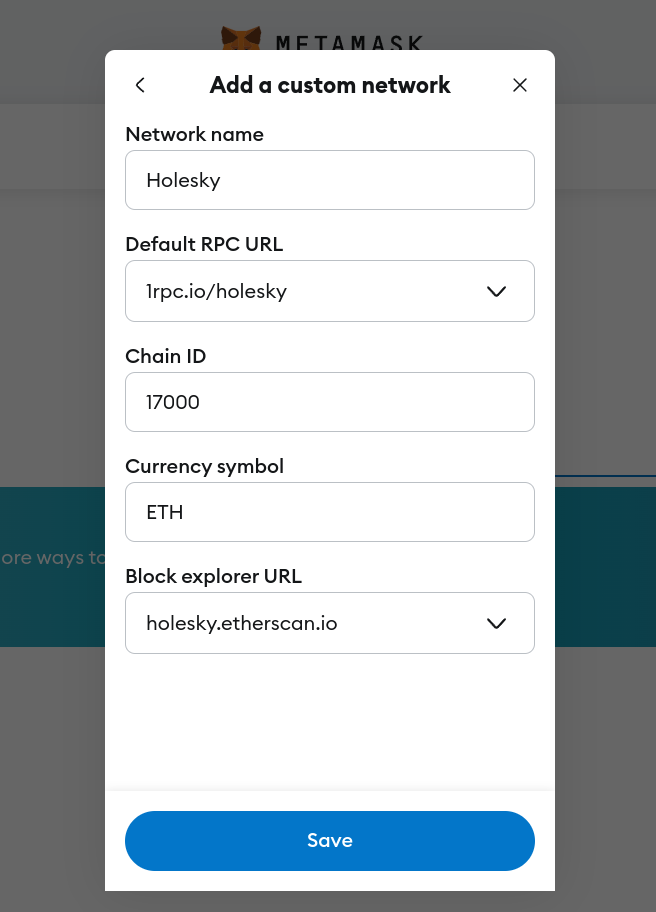 METAMASK
Add a custom network
Network name
Holesky
Default RPC URL
1rpc.io/holesky
Chain ID
17000
Currency symbol
ETH
ore ways to
Block explorer URL
holesky.etherscan.io
Save